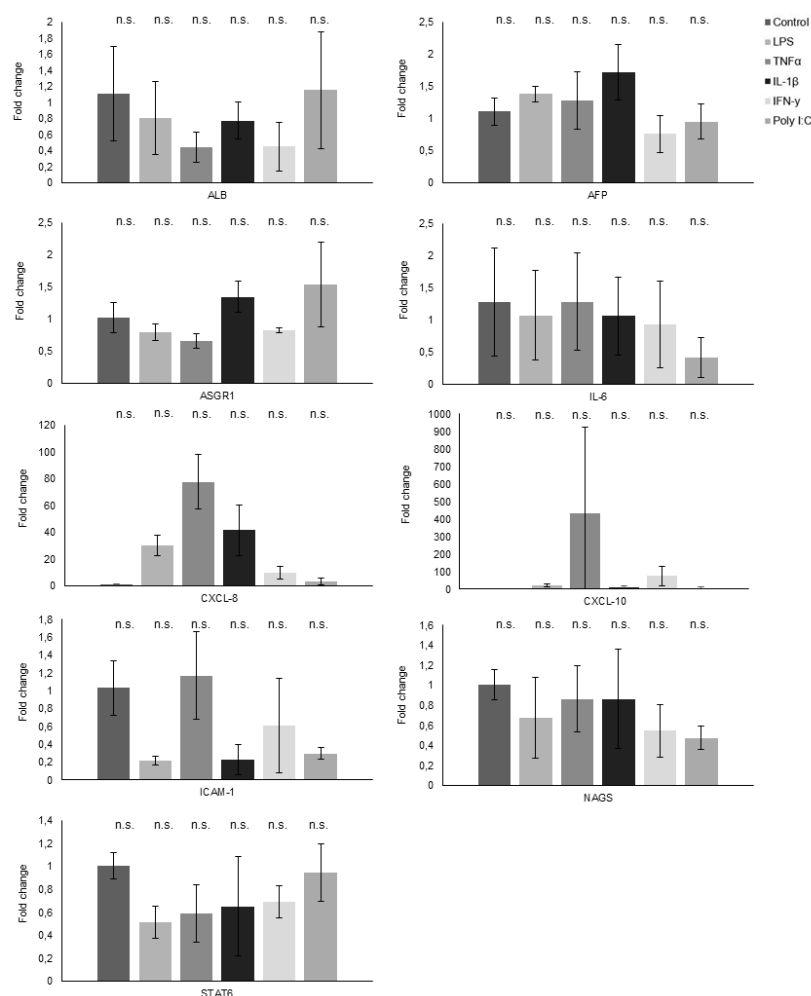 n.s. n.s. n.s. n.s. n.s. n.s.
Fold change
2
1,8
1,6
1,4
1,2
1
0,8
0,6
0,4
0,2
0
ALB
n.s. n.s. n.s. n.s. n.s. n.s.
Fold change
2,5
2
1,5
1
0,5
0
AFP
Control
LPS
TNFα
IL-1β
IFN-y
Poly I:C
n.s. n.s. n.s. n.s. n.s. n.s.
Fold change
2,5
2
1,5
1
0,5
0
ASGR1
n.s. n.s. n.s. n.s. n.s. n.s.
Fold change
2,5
2
1,5
1
0,5
0
IL-6
n.s. n.s. n.s. n.s. n.s. n.s.
Fold change
120
100
80
60
40
20
0
CXCL-8
n.s. n.s. n.s. n.s. n.s. n.s.
Fold change
1000
900
800
700
600
500
400
300
200
100
0
CXCL-10
n.s. n.s. n.s. n.s. n.s. n.s.
Fold change
1,8
1,6
1,4
1,2
1
0,8
0,6
0,4
0,2
0
ICAM-1
n.s. n.s. n.s. n.s. n.s. n.s.
Fold change
1,6
1,4
1,2
1
0,8
0,6
0,4
0,2
0
NAGS
n.s. n.s. n.s. n.s. n.s. n.s.
Fold change
1,4
1,2
1
0,8
0,6
0,4
0,2
0
STAT6